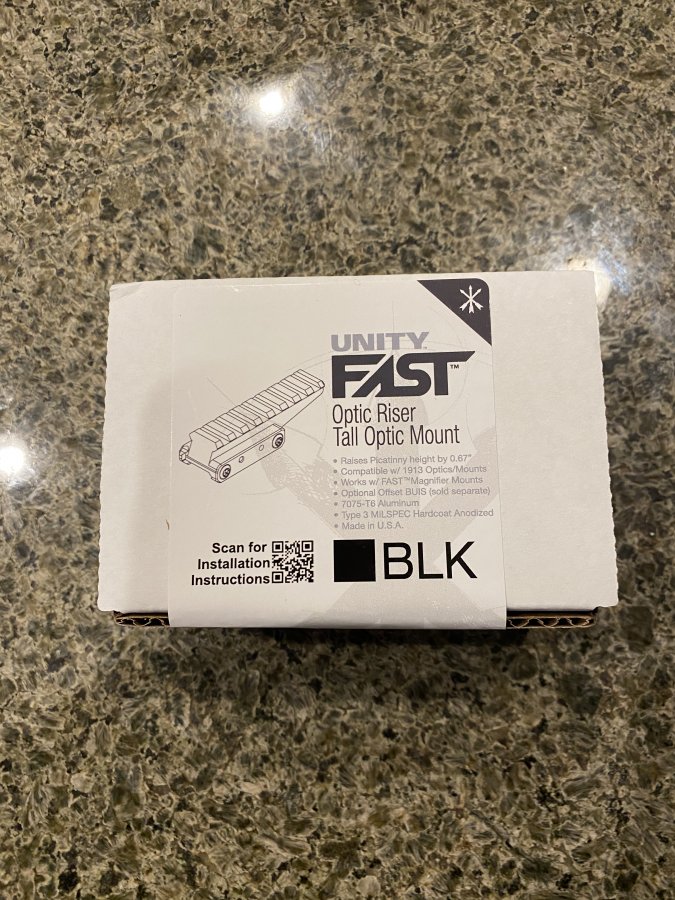 UNITY™
FAST™
Optic Riser
Tall Optic Mount
• Raises Picatinny height by 0.67"
• Compatible w/ 1913 Optics/Mounts
• Works w/ FAST™Magnifier Mounts
• Optional Offset BUIS (sold separate)
• 7075-T6 Aluminum
• Type 3 MILSPEC Hardcoat Anodized
• Made in U.S.A.
Scan for
Installation
Instructions
BLK